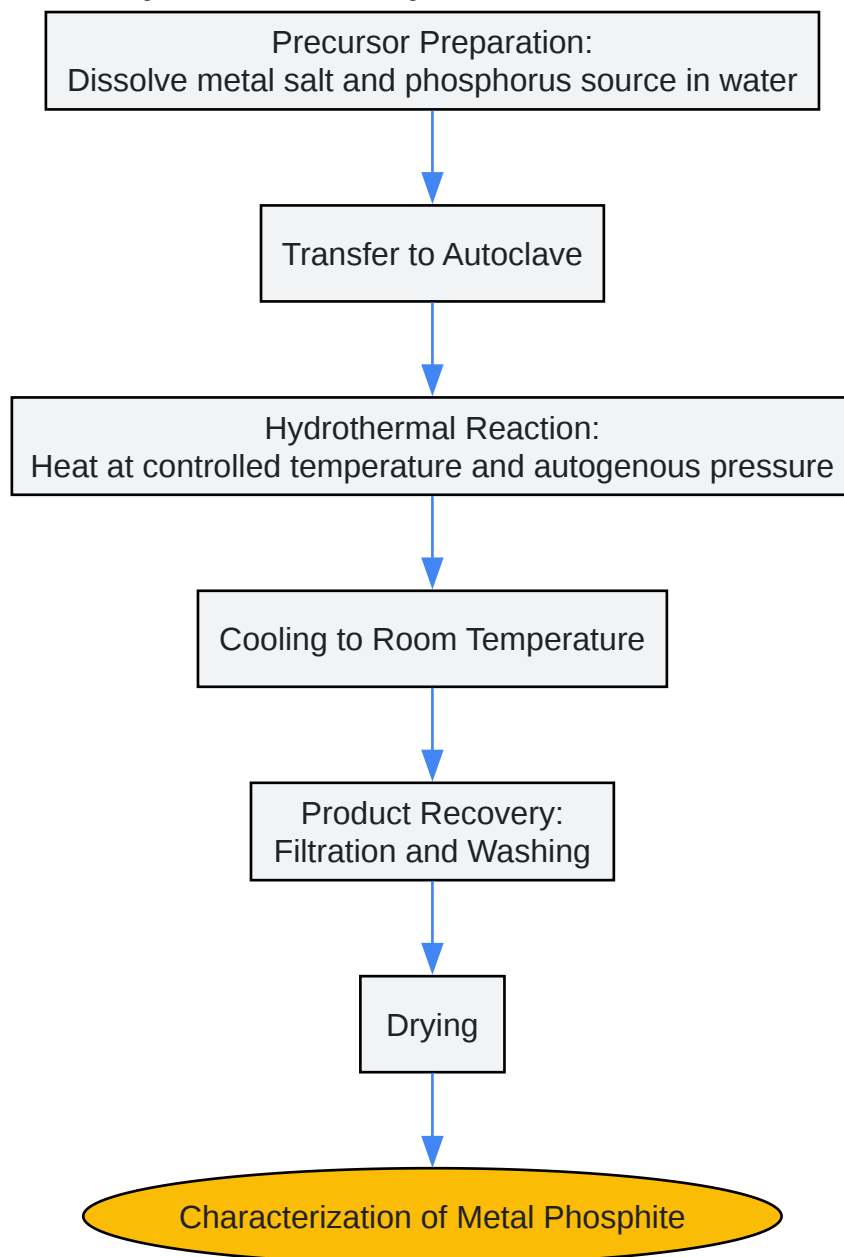 Precursor Preparation:
Dissolve metal salt and phosphorus source in water
Transfer to Autoclave
Hydrothermal Reaction:
Heat at controlled temperature and autogenous pressure
Cooling to Room Temperature
Product Recovery:
Filtration and Washing
Drying
Characterization of Metal Phosphite